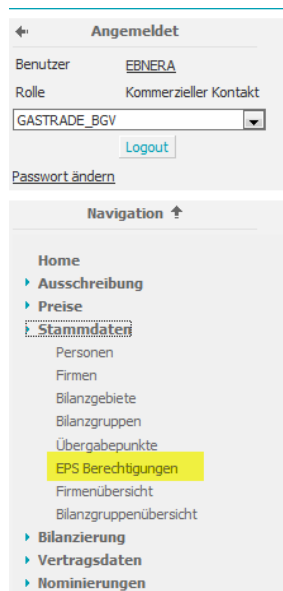 Angemeldet
Benutzer EBNERA
Rolle Kommerzieller Kontakt
GASTRADE_BGV
Logout
Passwort ändern
Navigation
Home
Ausschreibung
Preise
Stammdaten
Personen
Firmen
Bilanzgebiete
Bilanzgruppen
Übergabepunkte
EPS Berechtigungen
Firmenübersicht
Bilanzgruppenübersicht
Bilanzierung
Vertragsdaten
Nominierungen